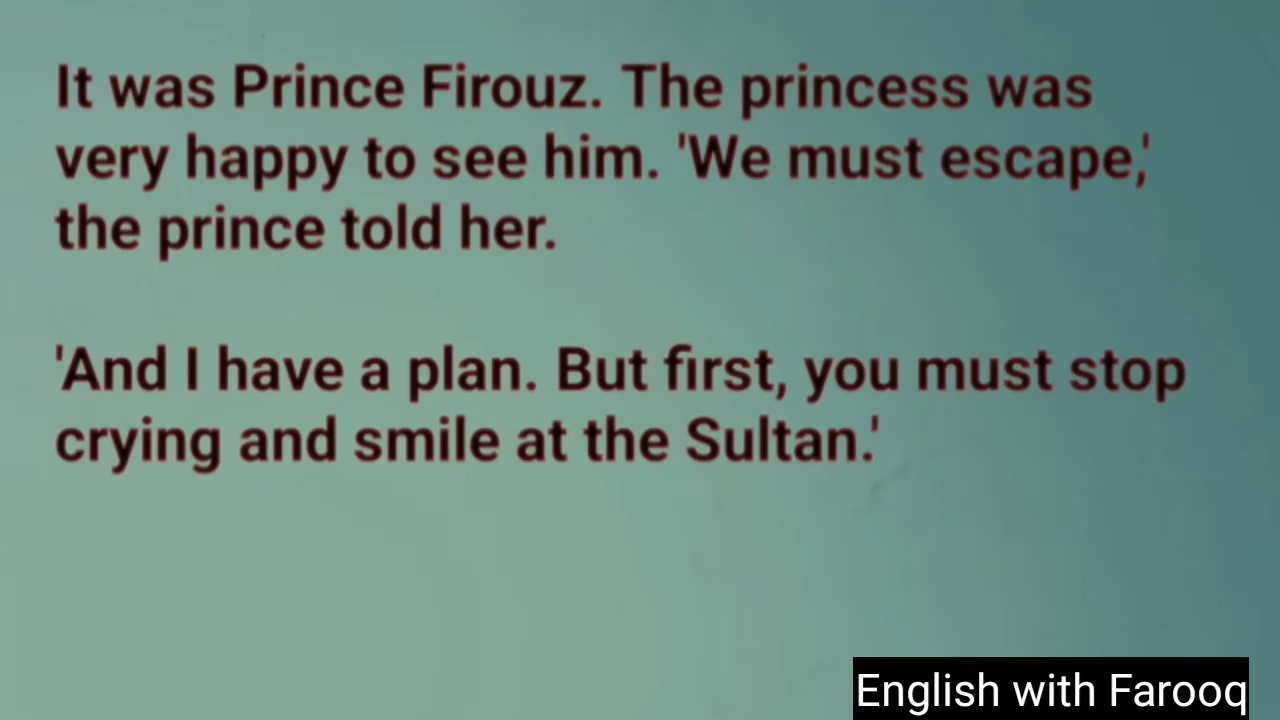 It was Prince Firouz. The princess was
very happy to see him. 'We must escape,'
the prince told her.
'And I have a plan. But first, you must stop
crying and smile at the Sultan.'
English with Farooq